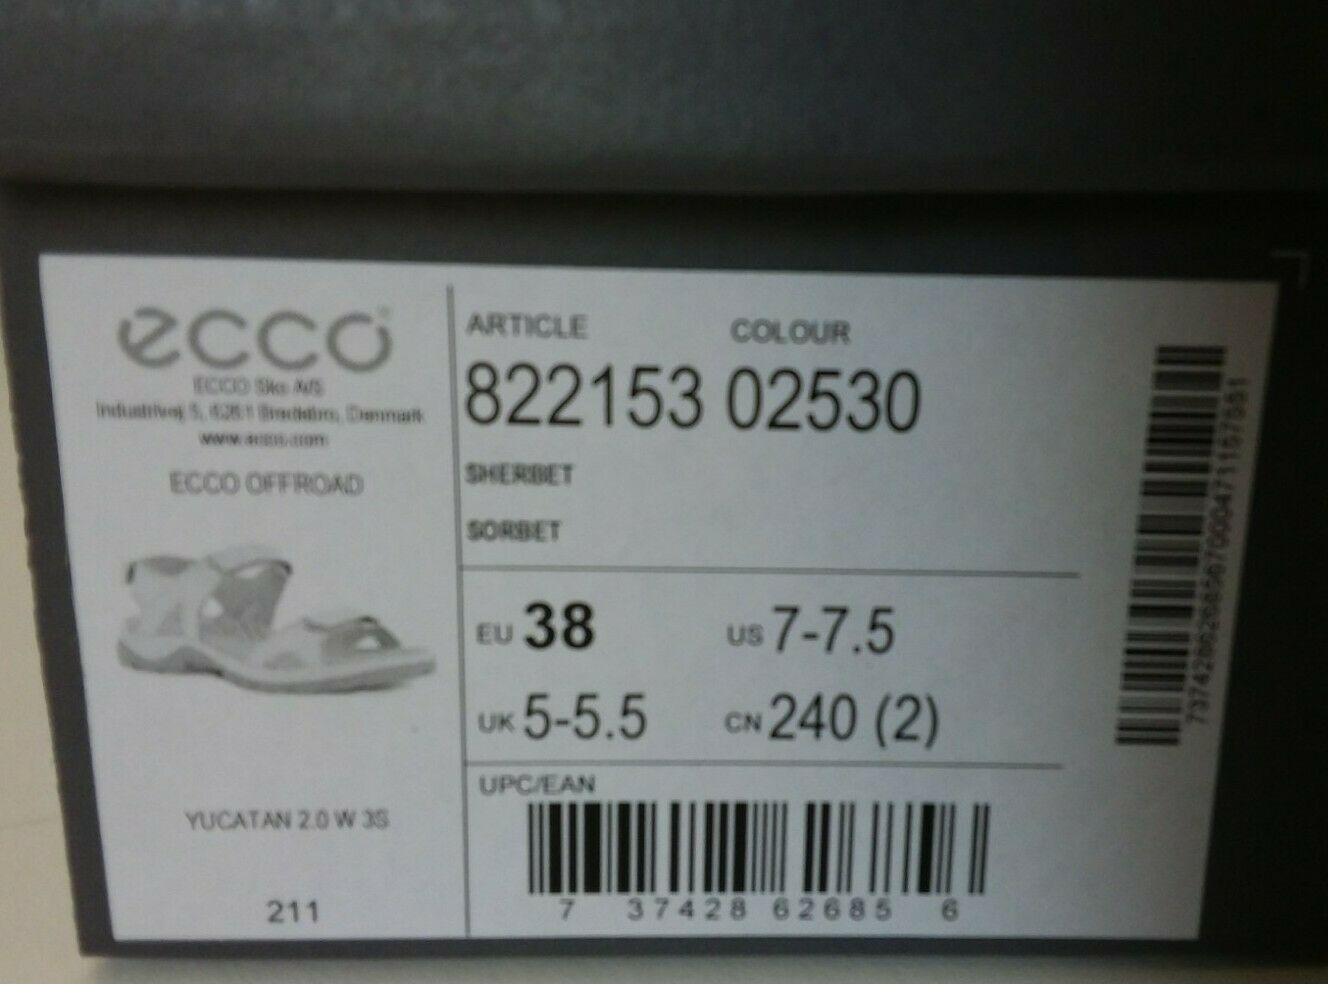 ecco
ECCO Sko A/S
Industrivej 5, 6261 Bredebro, Denmark
www.ecco.com
ECCO OFFROAD
YUCATAN 2.0 W 3S
211
ARTICLE COLOUR
822153 02530
SHERBET
SORBET
EU 38 US 7-7.5
UK 5-5.5 CN 240 (2)
UPC/EAN
7 37428 62685 6